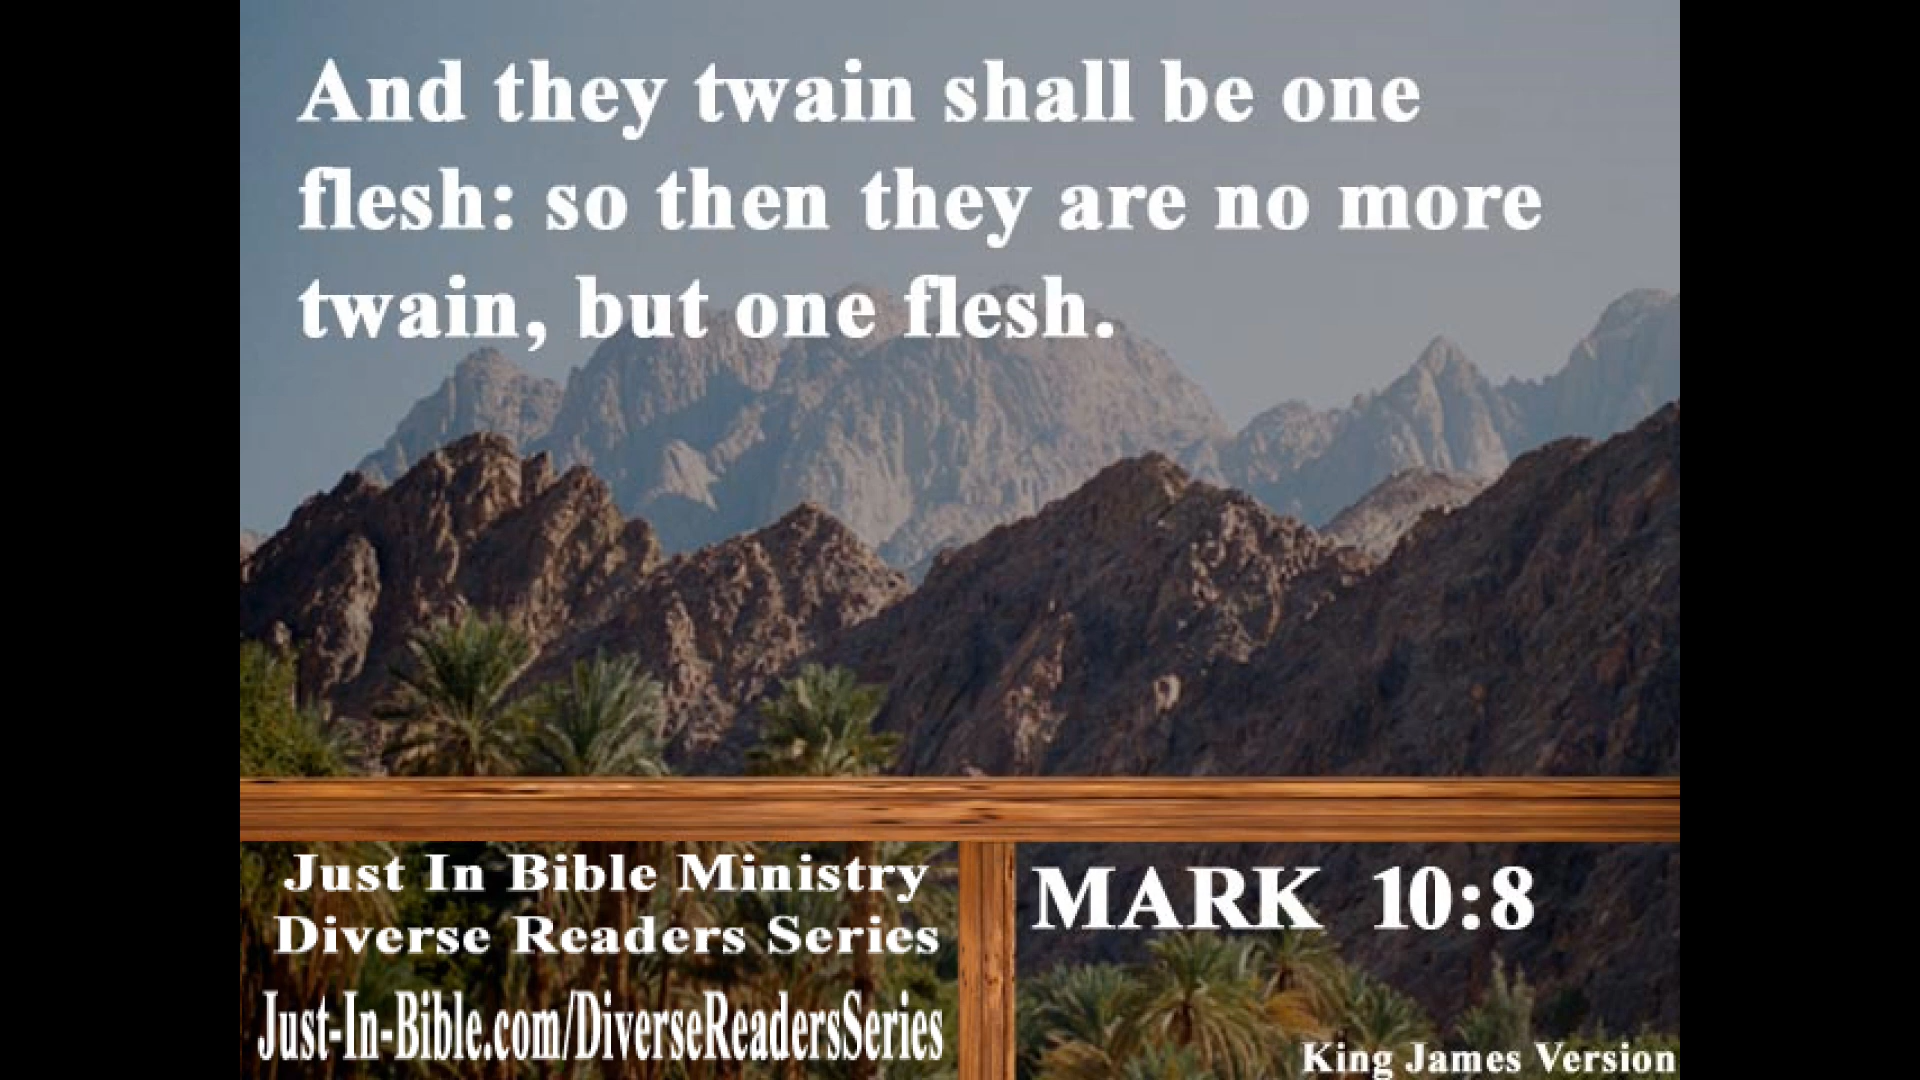 And they twain shall be one
flesh: so then they are no more
twain, but one flesh.
Just In Bible Ministry
Diverse Readers Series
Just-In-Bible.com/DiverseReadersSeries
MARK 10:8
King James Version